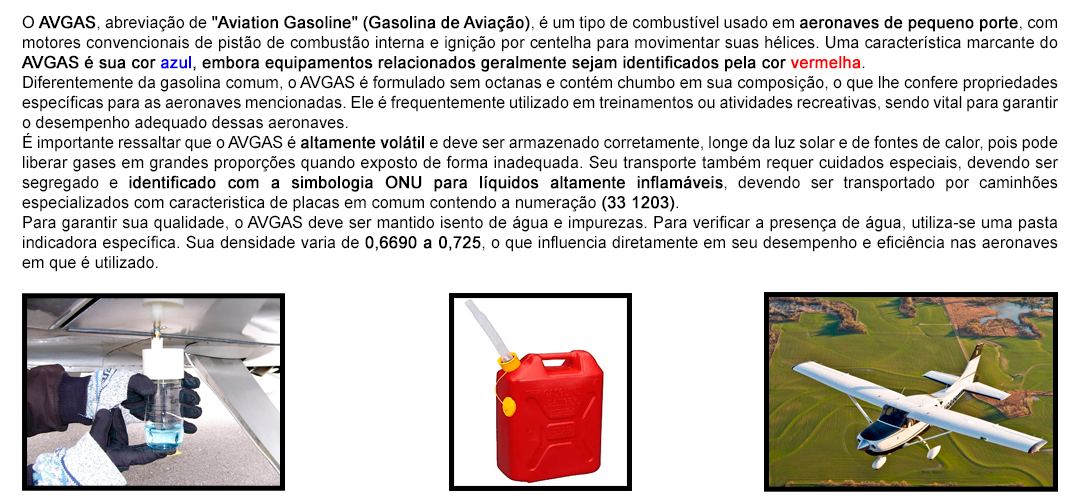 O AVGAS, abreviação de "Aviation Gasoline" (Gasolina de Aviação), é um tipo de combustível usado em aeronaves de pequeno porte, com
motores convencionais de pistão de combustão interna e ignição por centelha para movimentar suas hélices. Uma característica marcante do
AVGAS é sua cor azul, embora equipamentos relacionados geralmente sejam identificados pela cor vermelha.
Diferentemente da gasolina comum, o AVGAS é formulado sem octanas e contém chumbo em sua composição, o que lhe confere propriedades
específicas para as aeronaves mencionadas. Ele é frequentemente utilizado em treinamentos ou atividades recreativas, sendo vital para garantir
o desempenho adequado dessas aeronaves.
É importante ressaltar que o AVGAS é altamente volátil e deve ser armazenado corretamente, longe da luz solar e de fontes de calor, pois pode
liberar gases em grandes proporções quando exposto de forma inadequada. Seu transporte também requer cuidados especiais, devendo ser
segregado e identificado com a simbologia ONU para líquidos altamente inflamáveis, devendo ser transportado por caminhões
especializados com caracteristica de placas em comum contendo a numeração (33 1203).
Para garantir sua qualidade, o AVGAS deve ser mantido isento de água e impurezas. Para verificar a presença de água, utiliza-se uma pasta
indicadora específica. Sua densidade varia de 0,6690 a 0,725, o que influencia diretamente em seu desempenho e eficiência nas aeronaves
em que é utilizado.